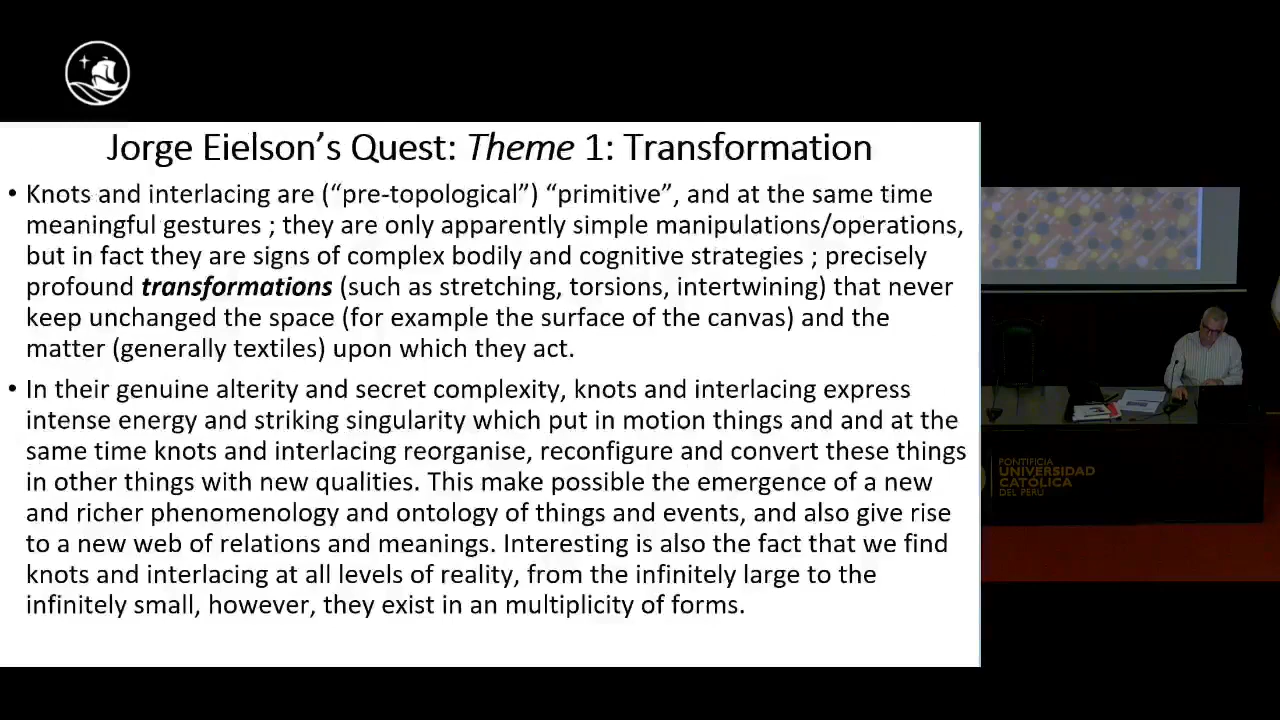 Jorge Eielson’s Quest: Theme 1: Transformation
• Knots and interlacing are (“pre-topological”) “primitive”, and at the same time
meaningful gestures ; they are only apparently simple manipulations/operations,
but in fact they are signs of complex bodily and cognitive strategies ; precisely
profound transformations (such as stretching, torsions, intertwining) that never
keep unchanged the space (for example the surface of the canvas) and the
matter (generally textiles) upon which they act.
• In their genuine alterity and secret complexity, knots and interlacing express
intense energy and striking singularity which put in motion things and and at the
same time knots and interlacing reorganise, reconfigure and convert these things
in other things with new qualities. This make possible the emergence of a new
and richer phenomenology and ontology of things and events, and also give rise
to a new web of relations and meanings. Interesting is also the fact that we find
knots and interlacing at all levels of reality, from the infinitely large to the
infinitely small, however, they exist in an multiplicity of forms.
PONTIFICIA
UNIVERSIDAD
CATÓLICA
DEL PERÚ